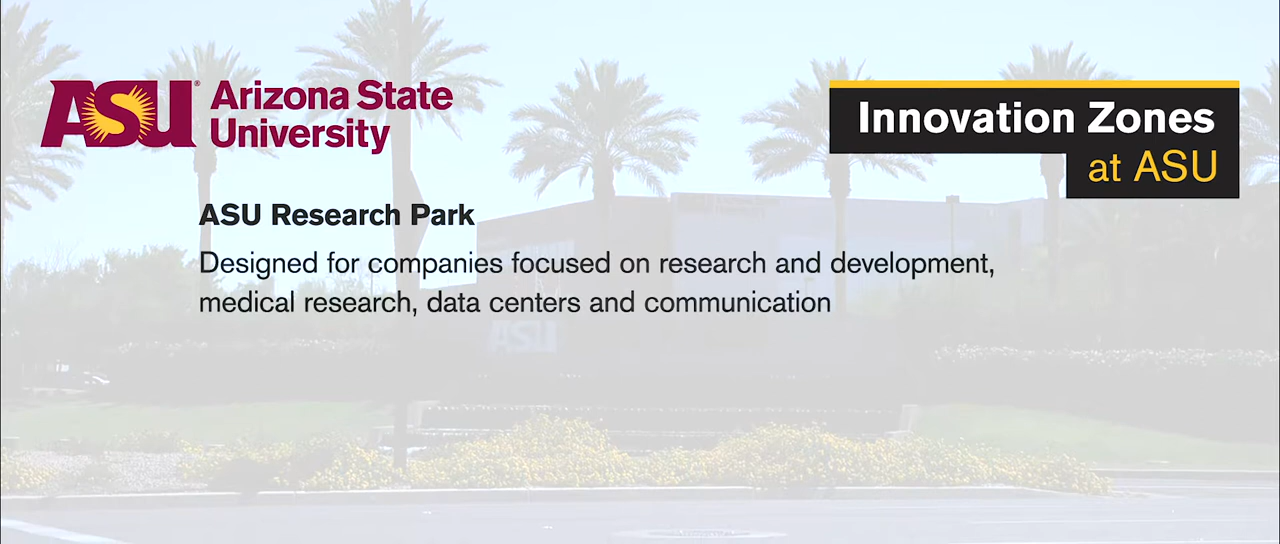 ASU® Arizona State
University
Innovation Zones
at ASU
ASU Research Park
Designed for companies focused on research and development,
medical research, data centers and communication
ASU